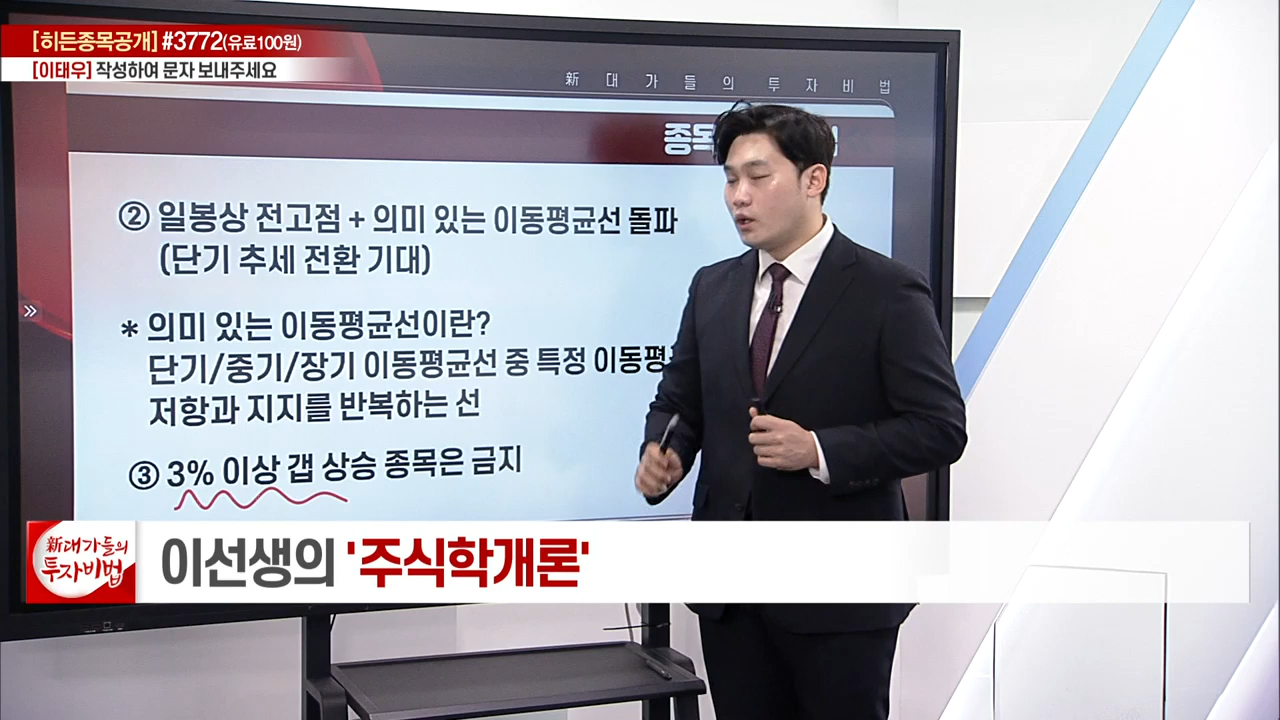 [히든종목공개] #3772(유료100원)
[이태우] 작성하여 문자 보내주세요
新 대가들의 투자비법
종목
② 일봉상 전고점 + 의미 있는 이동평균선 돌파
(단기 추세 전환 기대)
* 의미 있는 이동평균선이란?
단기/중기/장기 이동평균선 중 특정 이동평
저항과 지지를 반복하는 선
③ 3% 이상 갭 상승 종목은 금지
新대가들의
투자비법
이선생의 '주식학개론'